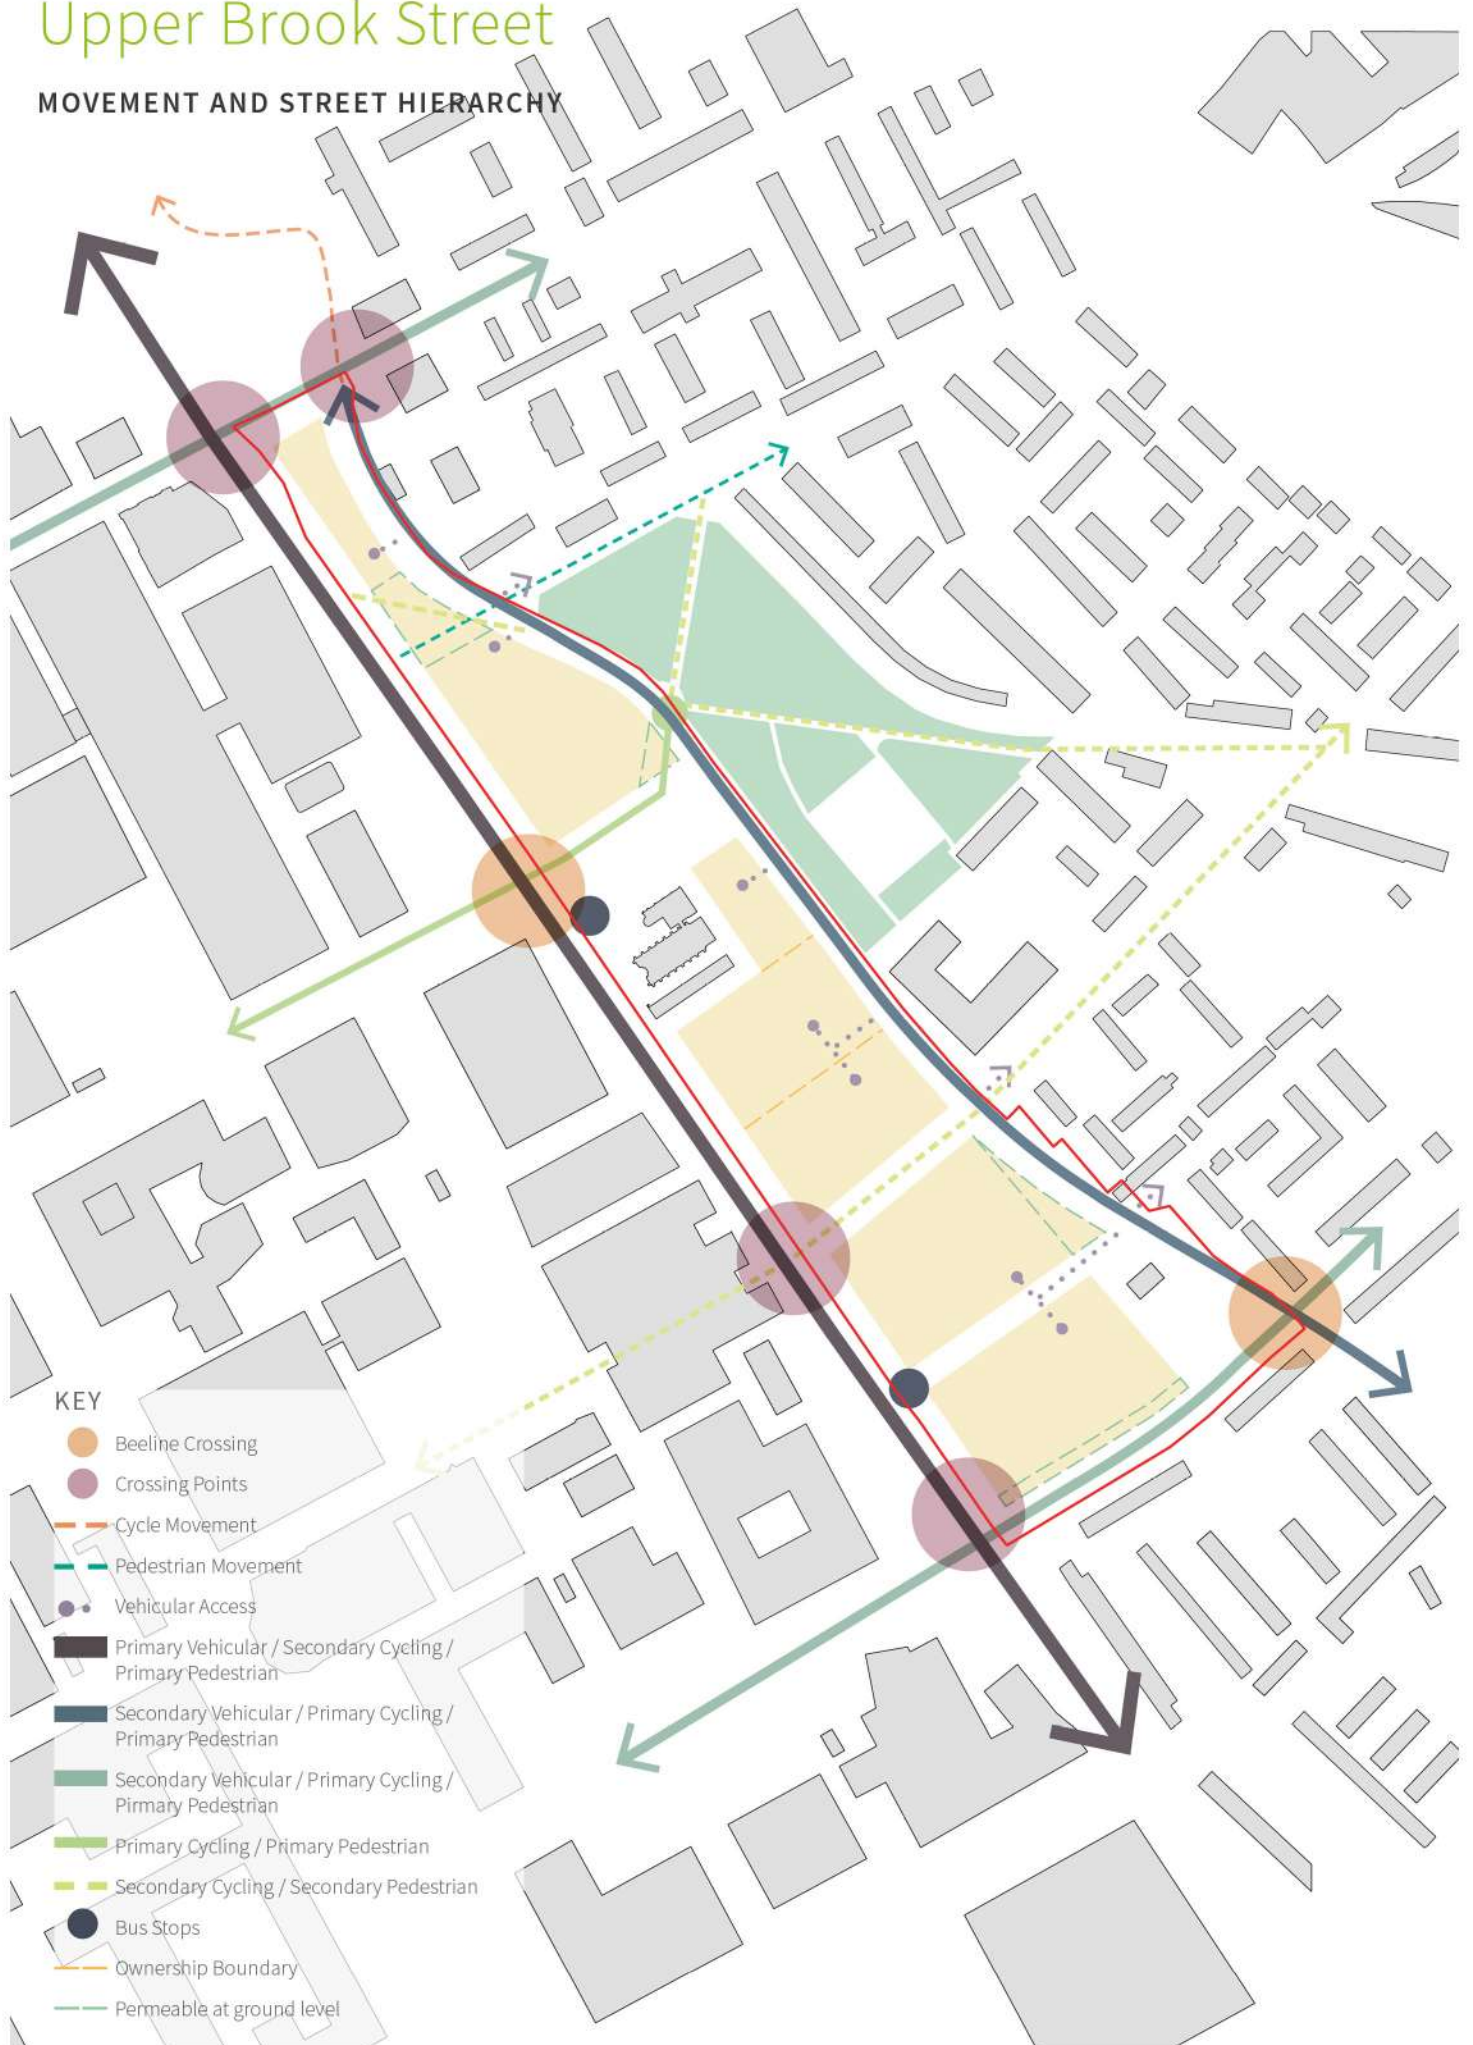 Upper Brook Street
MOVEMENT AND STREET HIERARCHY
KEY
Beeline Crossing
Crossing Points
Cycle Movement
Pedestrian Movement
Vehicular Access
Primary Vehicular / Secondary Cycling /
Primary Pedestrian
Secondary Vehicular / Primary Cycling /
Primary Pedestrian
Secondary Vehicular / Primary Cycling /
Pirmary Pedestrian
Primary Cycling / Primary Pedestrian
Secondary Cycling / Secondary Pedestrian
Bus Stops
Ownership Boundary
Permeable at ground level